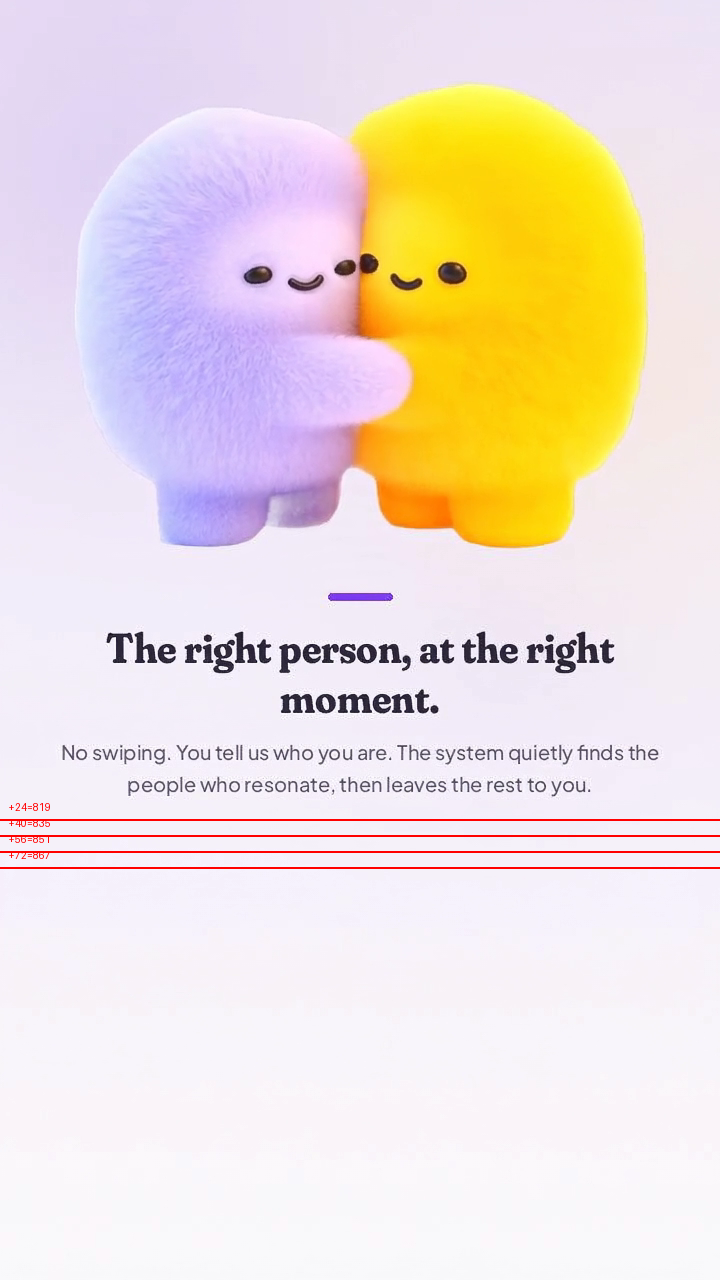 The right person, at the right
moment.
No swiping. You tell us who you are. The system quietly finds the
people who resonate, then leaves the rest to you.
+24=819
+40=835
+56=851
+72=867